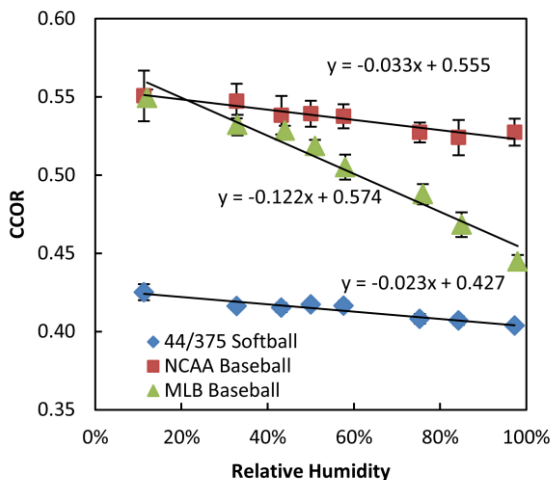 0.60
y = -0.033x + 0.555
0.55
0.50
y = -0.122x + 0.574
CCOR
0.45
y = -0.023x + 0.427
0.40
44/375 Softball
NCAA Baseball
MLB Baseball
0.35
0% 20% 40% 60% 80% 100%
Relative Humidity